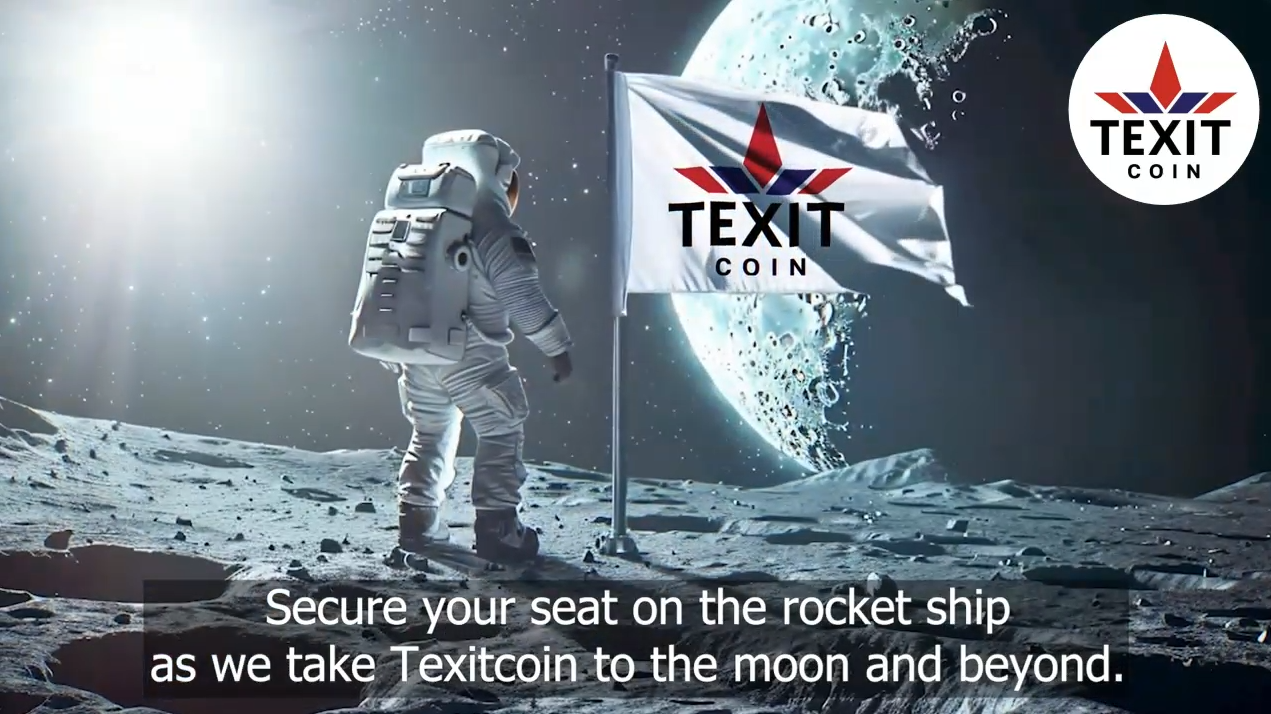 TEXIT
COIN
TEXIT
COIN
Secure your seat on the rocket ship
as we take Texitcoin to the moon and beyond.